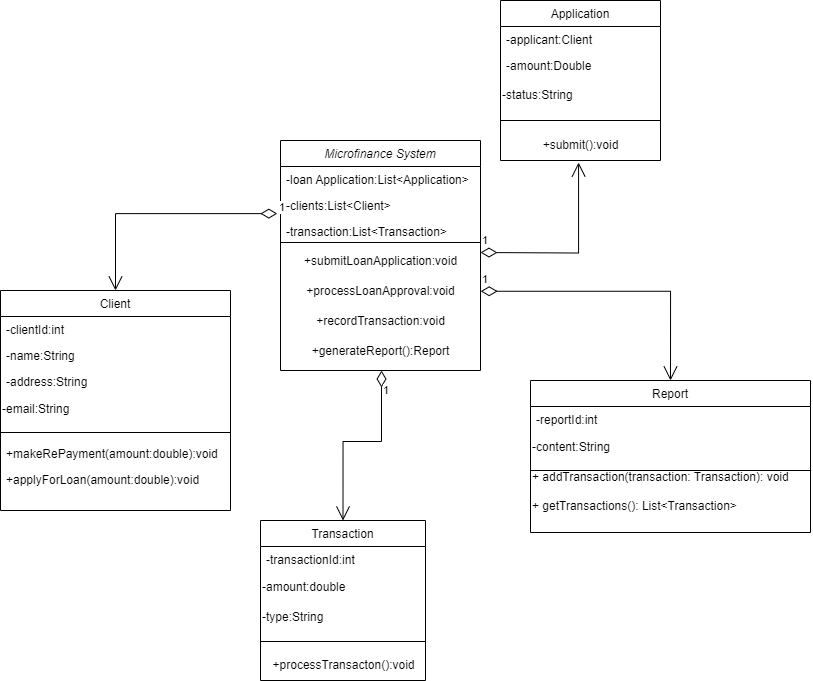 Application
-applicant:Client
-amount:Double
-status:String
+submit():void
Microfinance System
-loan Application:List<Application>
-clients:List<Client>
-transaction:List<Transaction>
+submitLoanApplication:void
+processLoanApproval:void
+recordTransaction:void
+generateReport():Report
1
1
1
1
Client
-clientId:int
-name:String
-address:String
-email:String
+makeRePayment(amount:double):void
+applyForLoan(amount:double):void
Report
-reportId:int
-content:String
+ addTransaction(transaction: Transaction): void
+ getTransactions(): List<Transaction>
Transaction
-transactionId:int
-amount:double
-type:String
+processTransacton():void